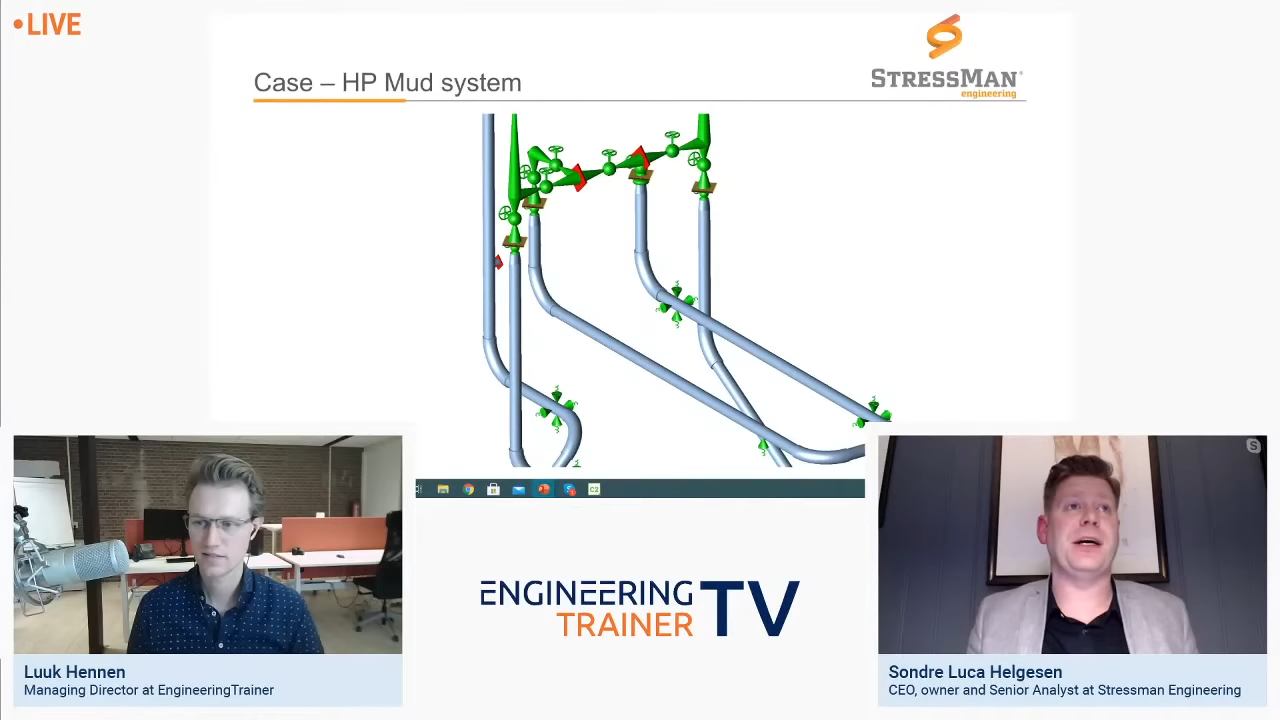 •LIVE
Case – HP Mud system
STRESSMAN
engineering
C2
ENGINEERING
TRAINER
TV
Luuk Hennen
Managing Director at EngineeringTrainer
S
Sondre Luca Helgesen
CEO, owner and Senior Analyst at Stressman Engineering